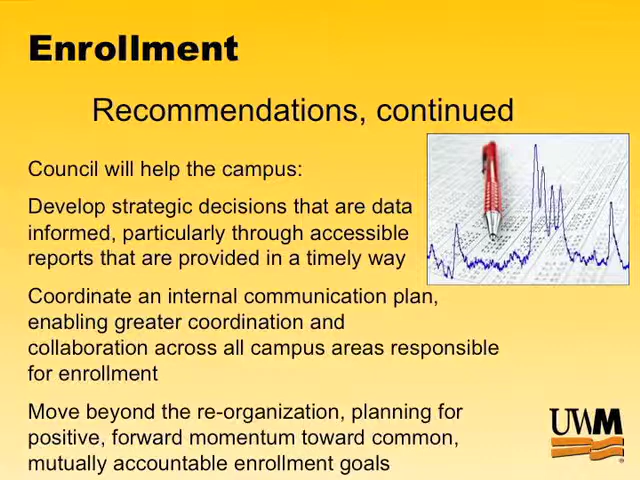 Enrollment
Recommendations, continued
Council will help the campus:
Develop strategic decisions that are data
informed, particularly through accessible
reports that are provided in a timely way
Coordinate an internal communication plan,
enabling greater coordination and
collaboration across all campus areas responsible
for enrollment
Move beyond the re-organization, planning for
positive, forward momentum toward common,
mutually accountable enrollment goals
UWM
®